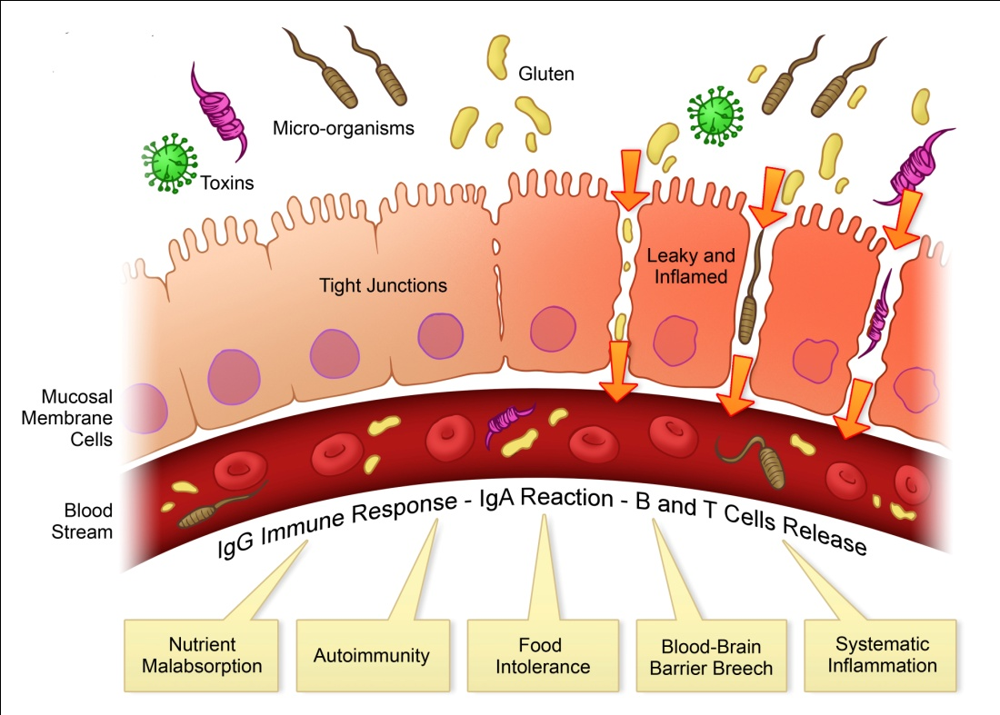 Gluten
Micro-organisms
Toxins
Tight Junctions
Leaky and
Inflamed
Mucosal
Membrane
Cells
Blood
Stream
IgG Immune Response - IgA Reaction - B and T Cells Release
Nutrient
Malabsorption
Autoimmunity
Food
Intolerance
Blood-Brain
Barrier Breech
Systematic
Inflammation